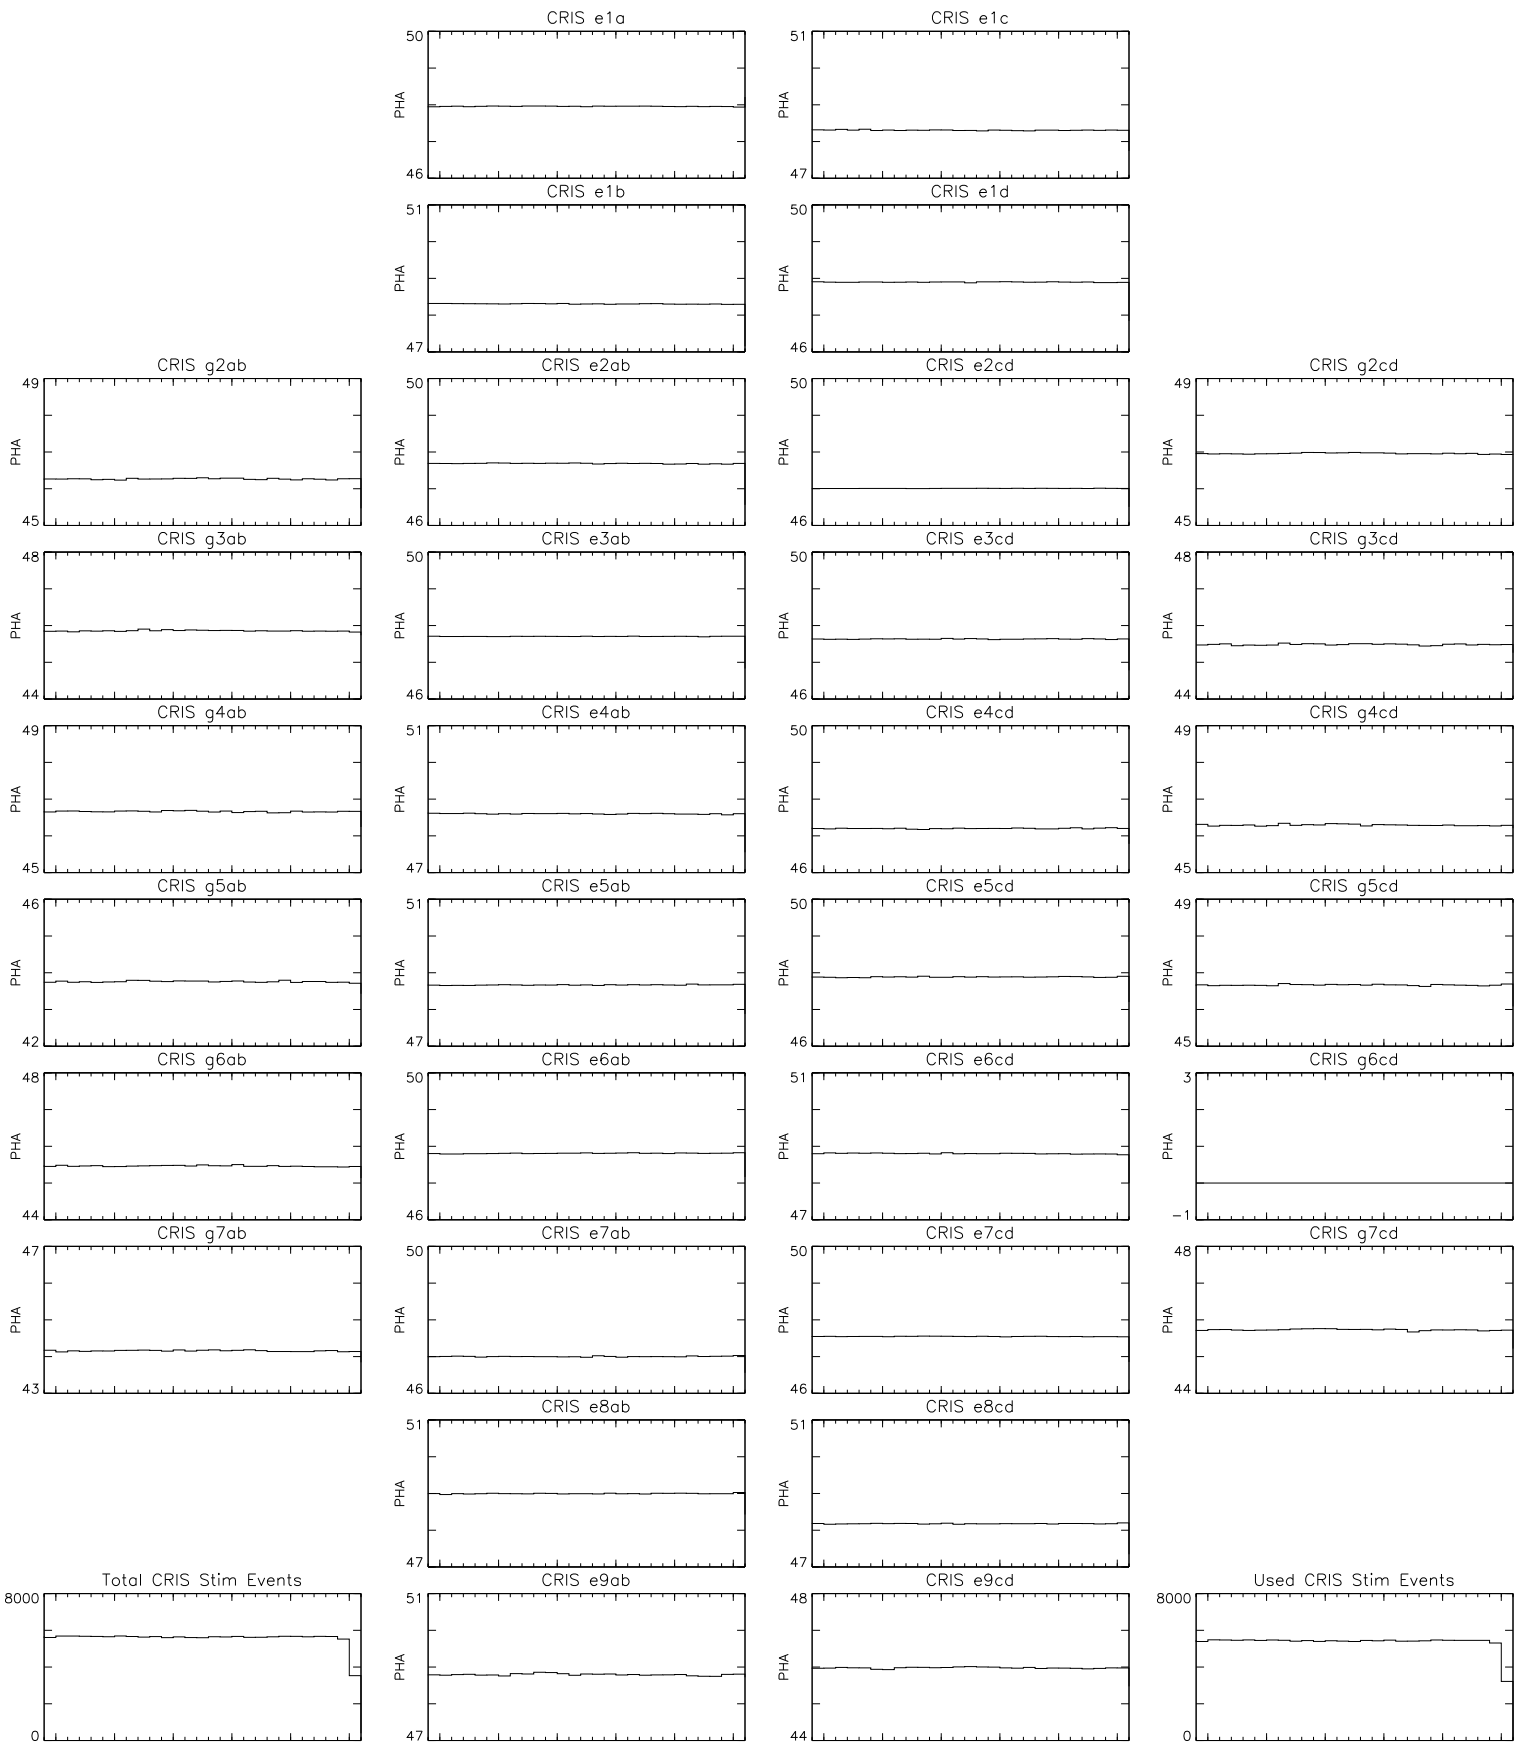 CRIS e1a
50
PHA
46
CRIS e1c
51
PHA
47
CRIS e1b
51
PHA
47
CRIS e1d
50
PHA
46
CRIS g2ab
49
PHA
45
CRIS e2ab
50
PHA
46
CRIS e2cd
50
PHA
46
CRIS g2cd
49
PHA
45
CRIS g3ab
48
PHA
44
CRIS e3ab
50
PHA
46
CRIS e3cd
50
PHA
46
CRIS g3cd
48
PHA
44
CRIS g4ab
49
PHA
45
CRIS e4ab
51
PHA
47
CRIS e4cd
50
PHA
46
CRIS g4cd
49
PHA
45
CRIS g5ab
46
PHA
42
CRIS e5ab
51
PHA
47
CRIS e5cd
50
PHA
46
CRIS g5cd
49
PHA
45
CRIS g6ab
48
PHA
44
CRIS e6ab
50
PHA
46
CRIS e6cd
51
PHA
47
CRIS g6cd
3
PHA
-1
CRIS g7ab
47
PHA
43
CRIS e7ab
50
PHA
46
CRIS e7cd
50
PHA
46
CRIS g7cd
48
PHA
44
CRIS e8ab
51
PHA
47
CRIS e8cd
51
PHA
47
Total CRIS Stim Events
8000
0
CRIS e9ab
51
PHA
47
CRIS e9cd
48
PHA
44
Used CRIS Stim Events
8000
0